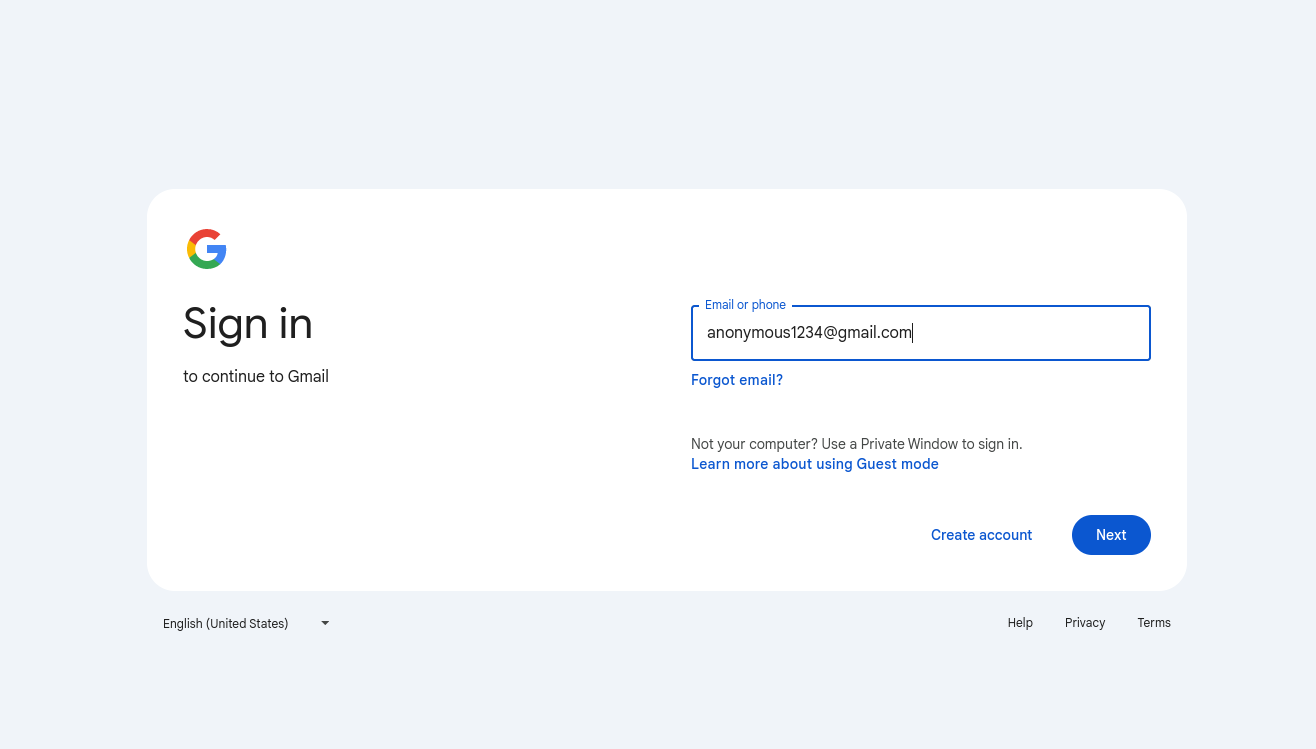 Sign in
to continue to Gmail
Email or phone
anonymous1234@gmail.com
Forgot email?
Not your computer? Use a Private Window to sign in.
Learn more about using Guest mode
Create account
Next
English (United States)
Help
Privacy
Terms